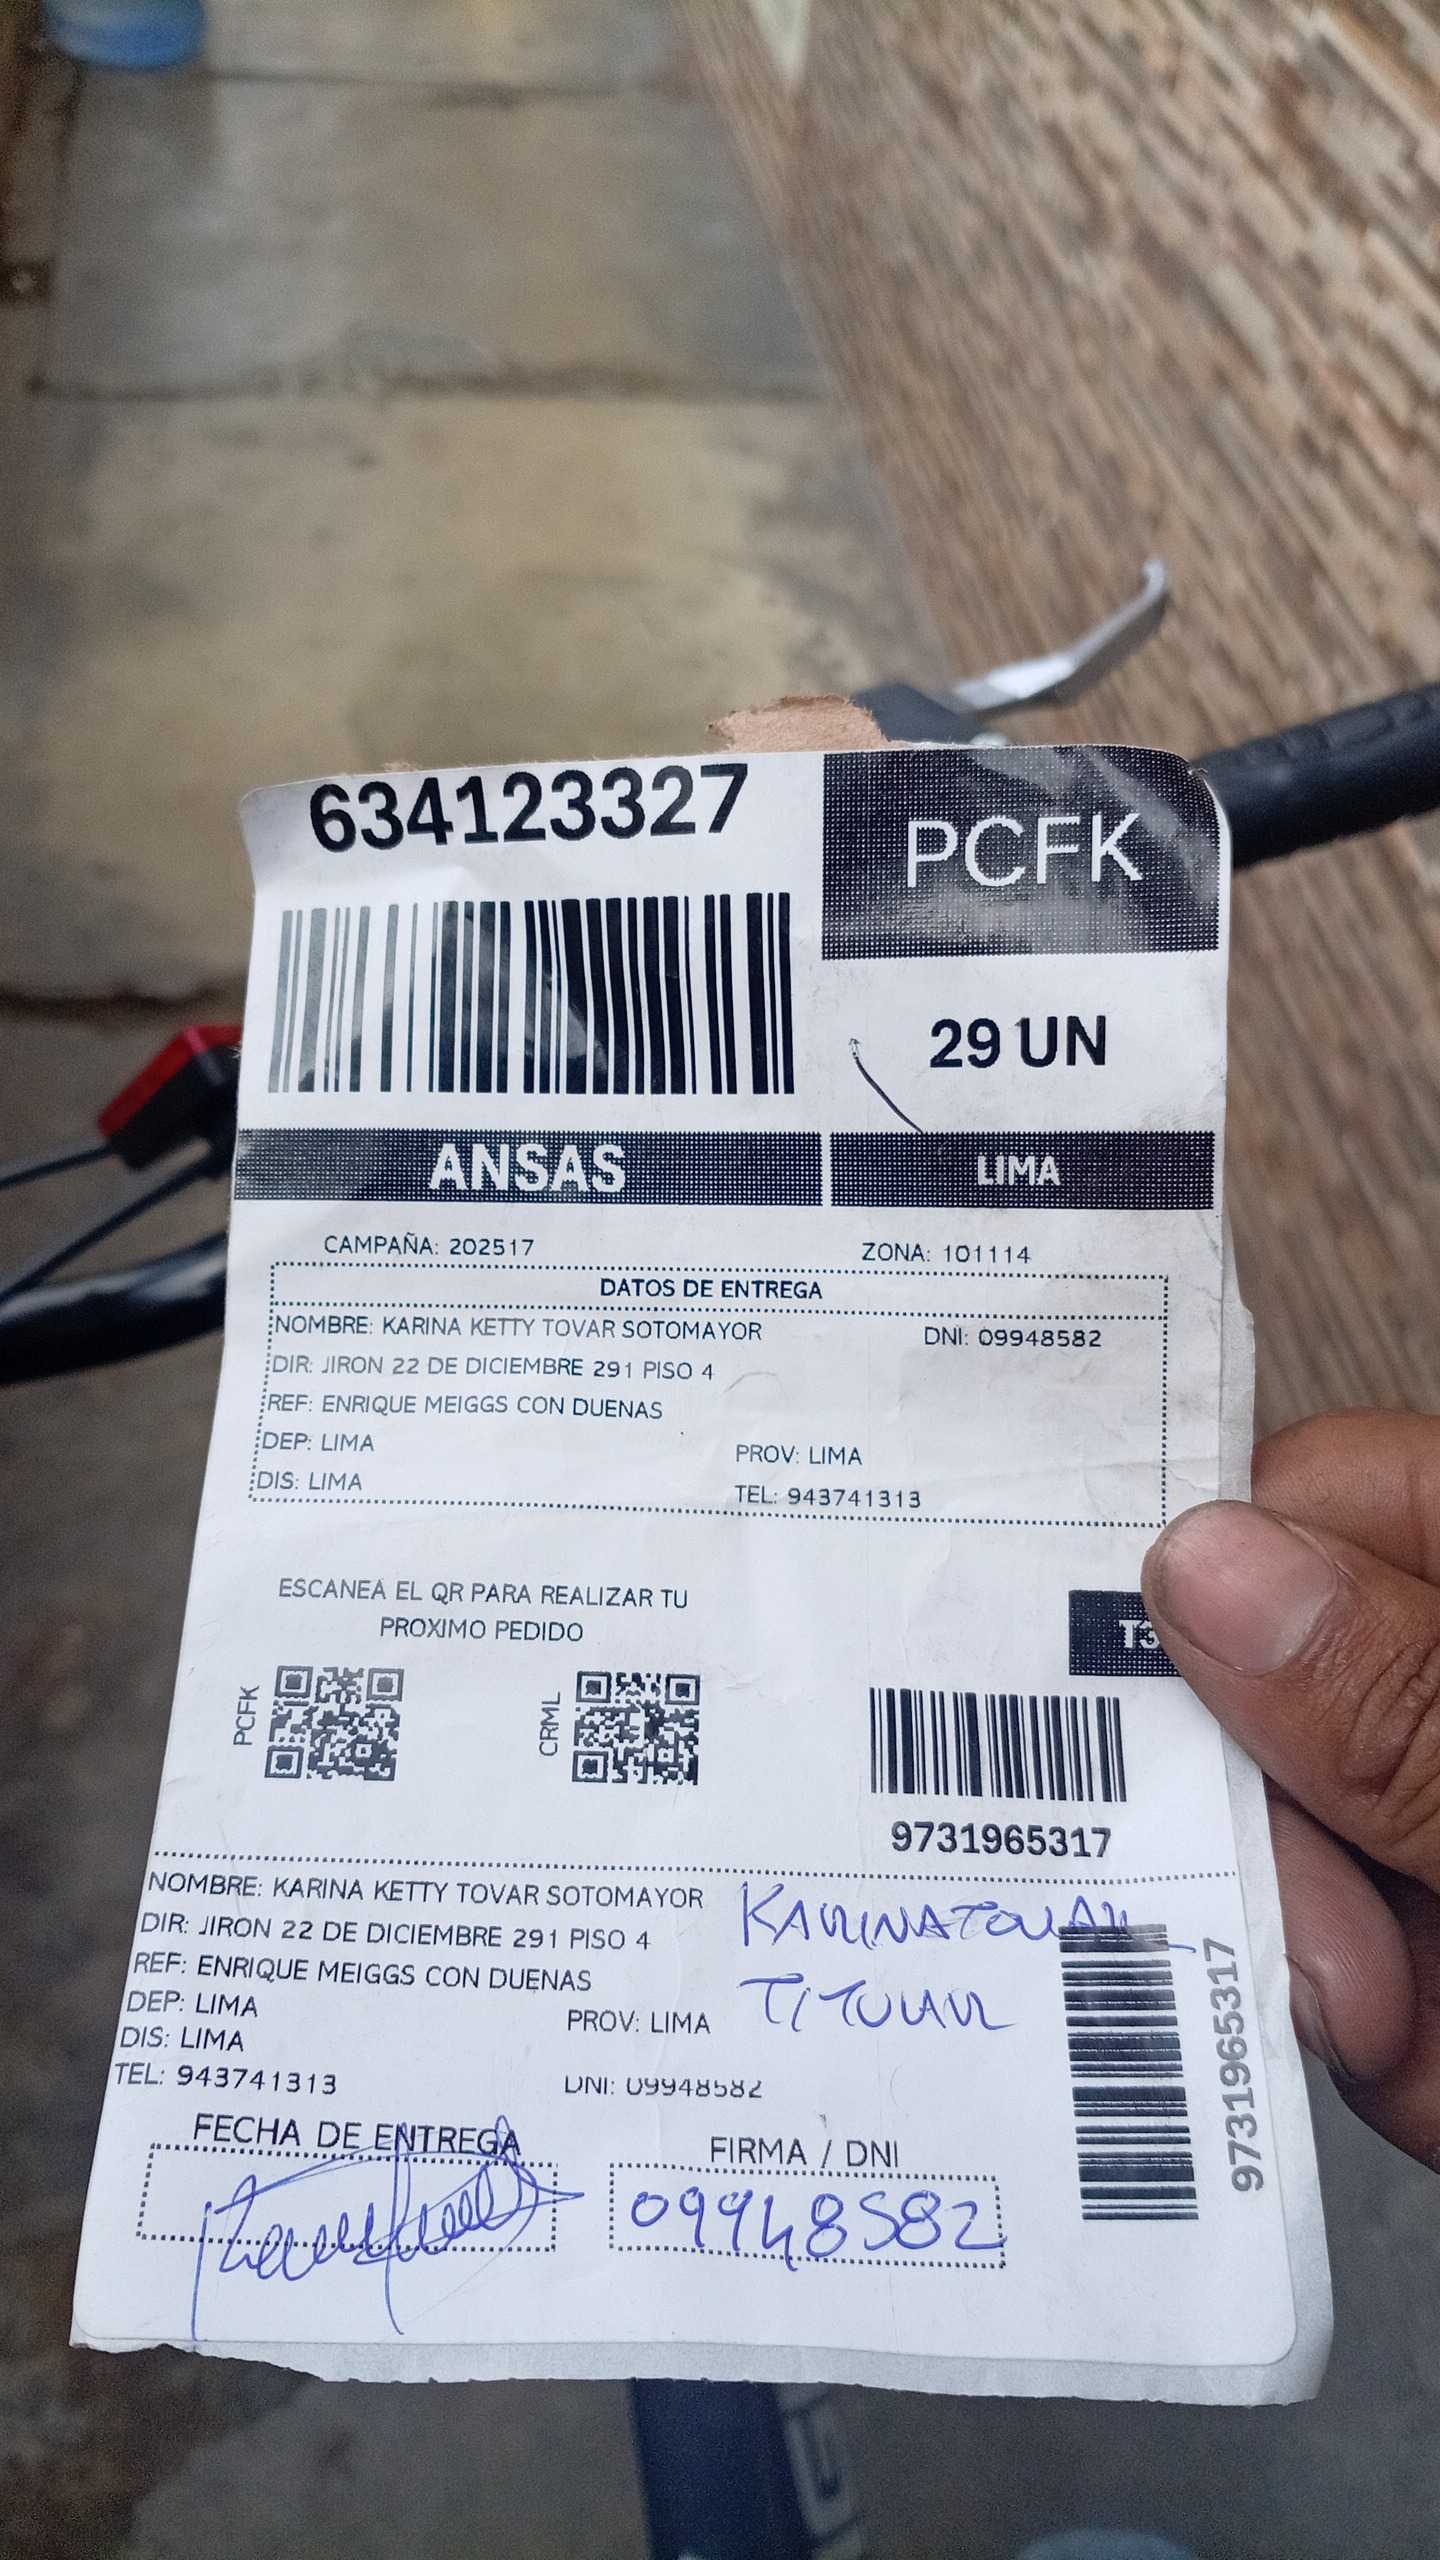 634123327
PCFK
29 UN
ANSAS
LIMA
CAMPAÑA: 202517
ZONA: 101114
DATOS DE ENTREGA
NOMBRE: KARINA KETTY TOVAR SOTOMAYOR DNI: 09948582
DIR: JIRON 22 DE DICIEMBRE 291 PISO 4
REF: ENRIQUE MEIGGS CON DUENAS
DEP: LIMA PROV: LIMA
DIS: LIMA TEL: 943741313
ESCANEA EL QR PARA REALIZAR TU
PROXIMO PEDIDO
PCFK
CRML
9731965317
NOMBRE: KARINA KETTY TOVAR SOTOMAYOR
KARINA TOVAR
DIR: JIRON 22 DE DICIEMBRE 291 PISO 4
REF: ENRIQUE MEIGGS CON DUENAS
TITULAR
DEP: LIMA PROV: LIMA
DIS: LIMA
TEL: 943741313 DNI: 09948582
9731965317
FECHA DE ENTREGA
FIRMA / DNI
09948582